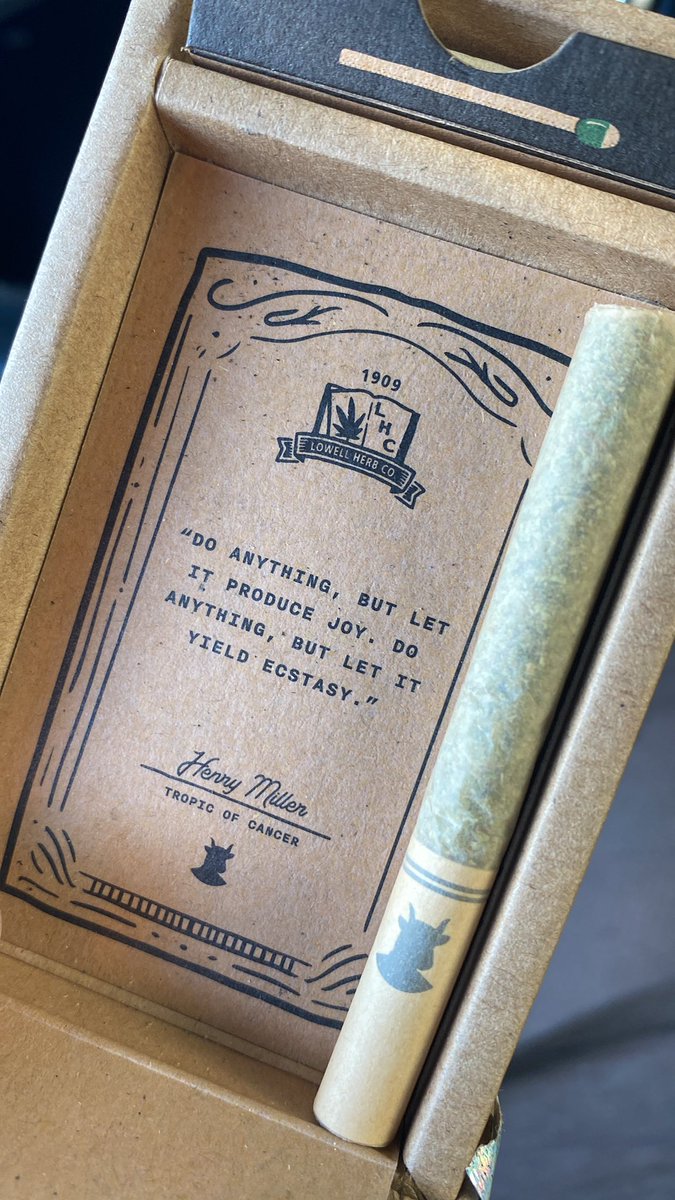 1909
L
H
C
LOWELL HERB CO.
“DO ANYTHING, BUT LET
IT PRODUCE JOY. DO
ANYTHING, BUT LET IT
YIELD ECSTASY.”
Henry Miller
TROPIC OF CANCER